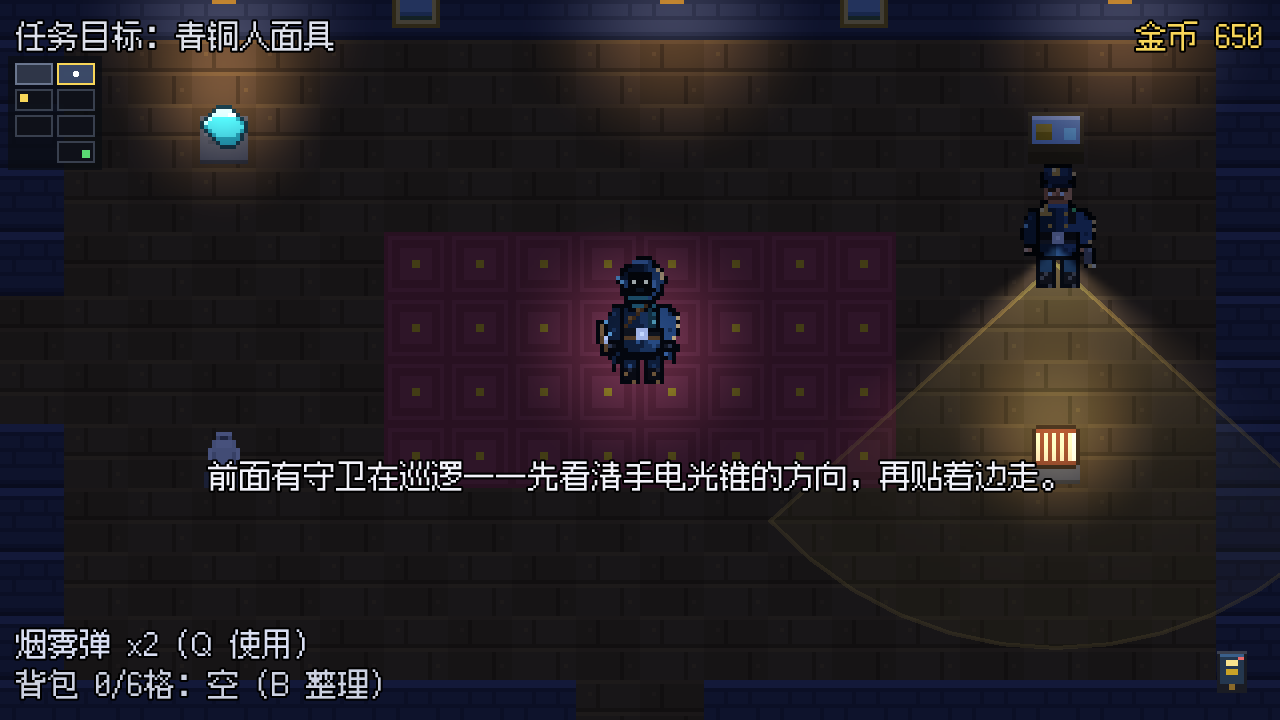 任务目标：青铜人面具
金币 650
前面有守卫在巡逻——先看清手电光锥的方向，再贴着边走。
烟雾弹 x2（Q 使用）
背包 0/6格：空（B 整理）